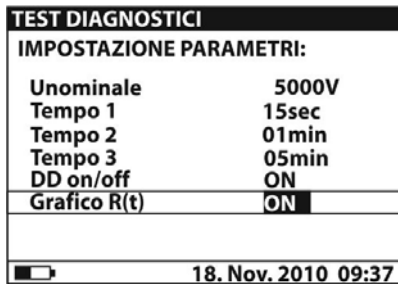 TEST DIAGNOSTICI
IMPOSTAZIONE PARAMETRI:
Unominale 5000V
Tempo 1 15sec
Tempo 2 01min
Tempo 3 05min
DD on/off ON
Grafico R(t) ON
18. Nov. 2010 09:37